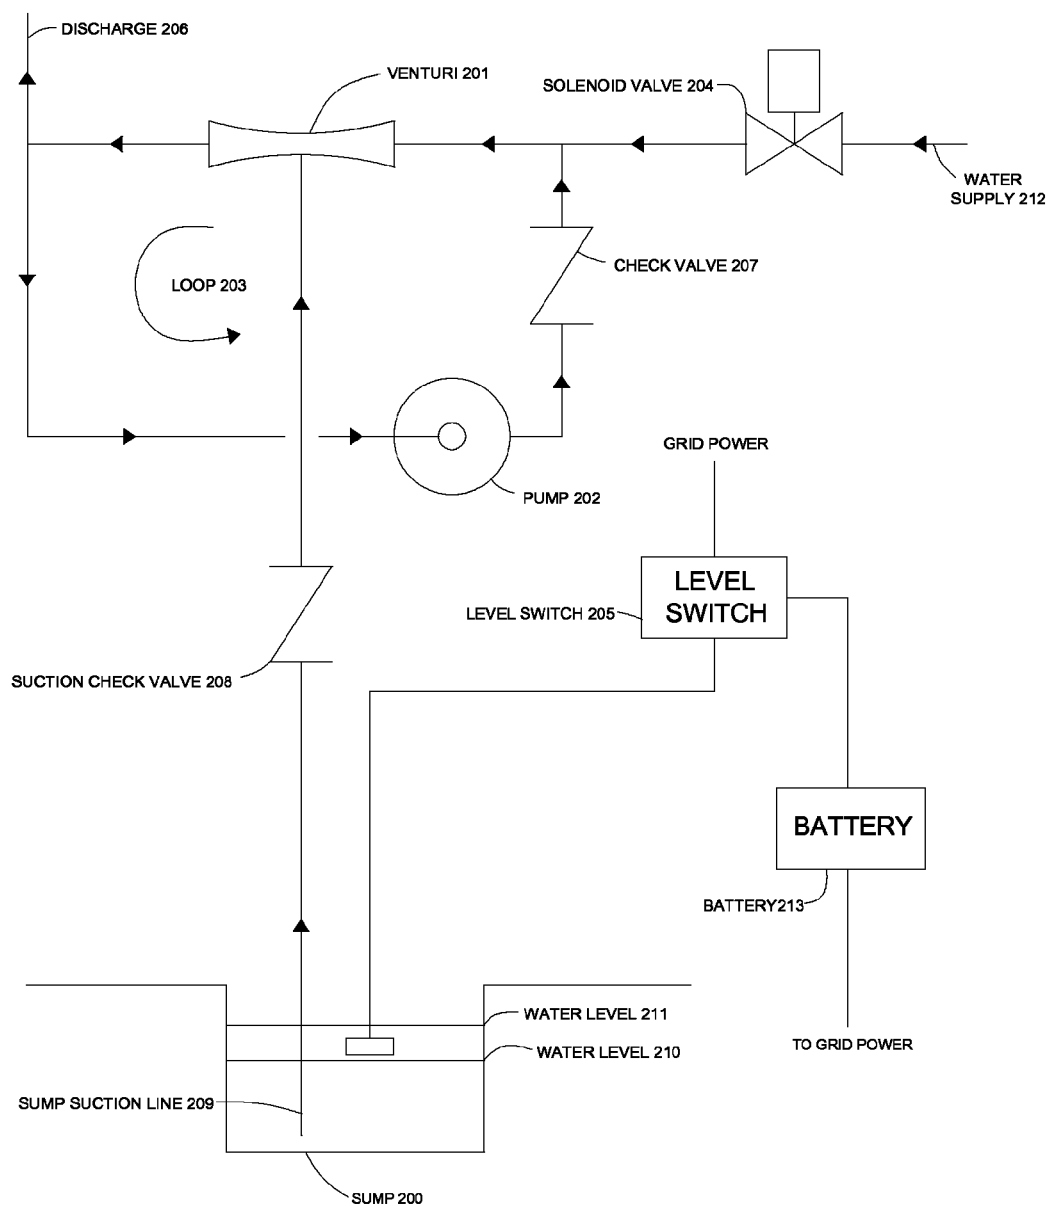 DISCHARGE 206
VENTURI 201
SOLENOID VALVE 204
WATER
SUPPLY 212
CHECK VALVE 207
LOOP 203
GRID POWER
PUMP 202
LEVEL
SWITCH
LEVEL SWITCH 205
SUCTION CHECK VALVE 208
BATTERY
BATTERY213
WATER LEVEL 211
TO GRID POWER
WATER LEVEL 210
SUMP SUCTION LINE 209
SUMP 200